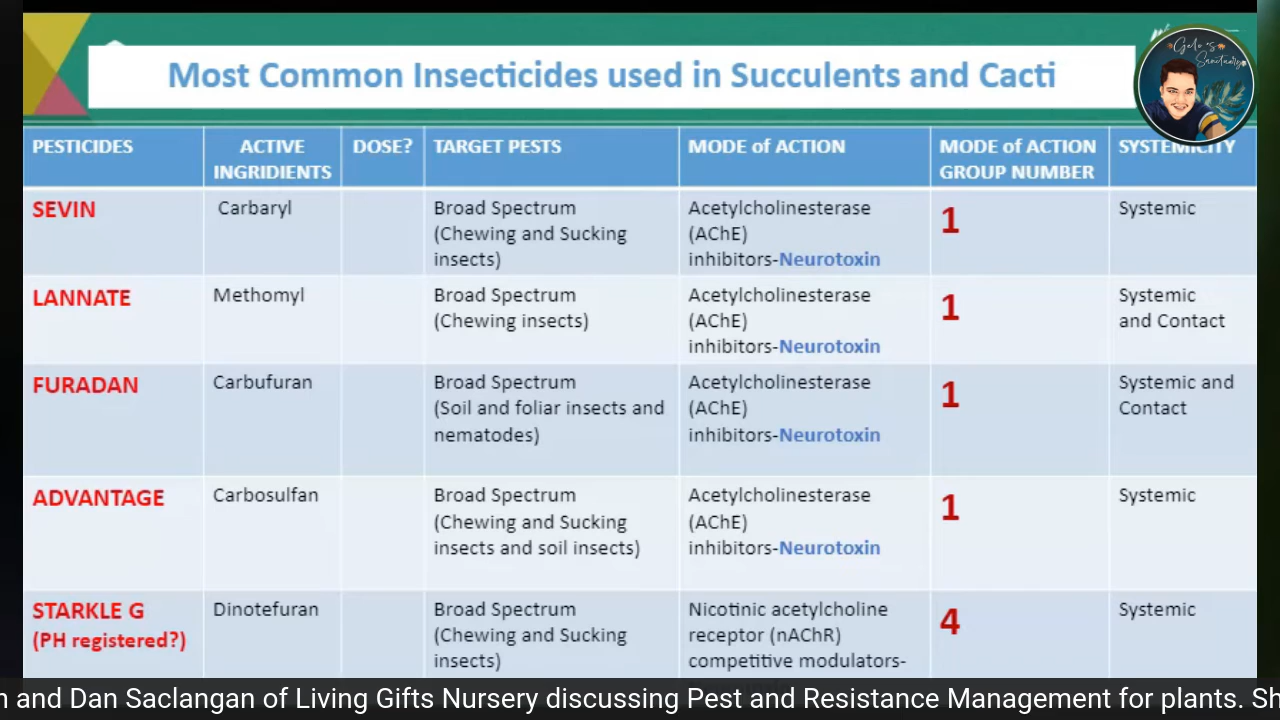 Most Common Insecticides used in Succulents and Cacti
Gelo's
Sanctuary
PESTICIDES
ACTIVE
INGRIDIENTS
DOSE?
TARGET PESTS
MODE of ACTION
MODE of ACTION
GROUP NUMBER
SYSTEMICITY
SEVIN
Carbaryl
Broad Spectrum
(Chewing and Sucking
insects)
Acetylcholinesterase
(AChE)
inhibitors-Neurotoxin
1
Systemic
LANNATE
Methomyl
Broad Spectrum
(Chewing insects)
Acetylcholinesterase
(AChE)
inhibitors-Neurotoxin
1
Systemic
and Contact
FURADAN
Carbufuran
Broad Spectrum
(Soil and foliar insects and
nematodes)
Acetylcholinesterase
(AChE)
inhibitors-Neurotoxin
1
Systemic and
Contact
ADVANTAGE
Carbosulfan
Broad Spectrum
(Chewing and Sucking
insects and soil insects)
Acetylcholinesterase
(AChE)
inhibitors-Neurotoxin
1
Systemic
STARKLE G
(PH registered?)
Dinotefuran
Broad Spectrum
(Chewing and Sucking
insects)
Nicotinic acetylcholine
receptor (nAChR)
competitive modulators-
4
Systemic
n and Dan Saclangan of Living Gifts Nursery discussing Pest and Resistance Management for plants. Sh